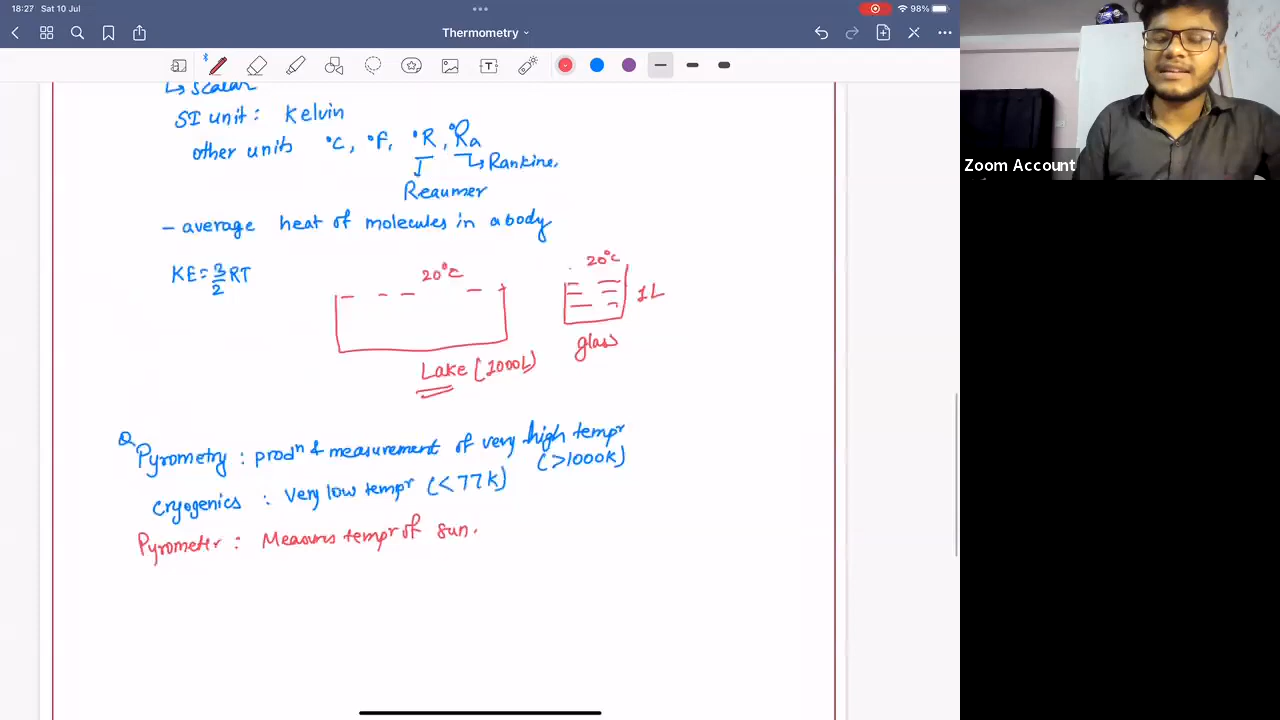 18:27 Sat 10 Jul
98%
Thermometry
T
↳ scalar
SI unit: Kelvin
other units °C, °F, °R, °Ra
Rankine.
Reaumer
- average heat of molecules in a body
KE = 3/2 RT
20°C
20°C
1L
glass
Lake (1000L)
Q
Pyrometry : prodⁿ & measurement of very high tempr
(>1000K)
cryogenics : very low tempr (<77K)
Pyrometer : Measures tempr of sun.
Zoom Account